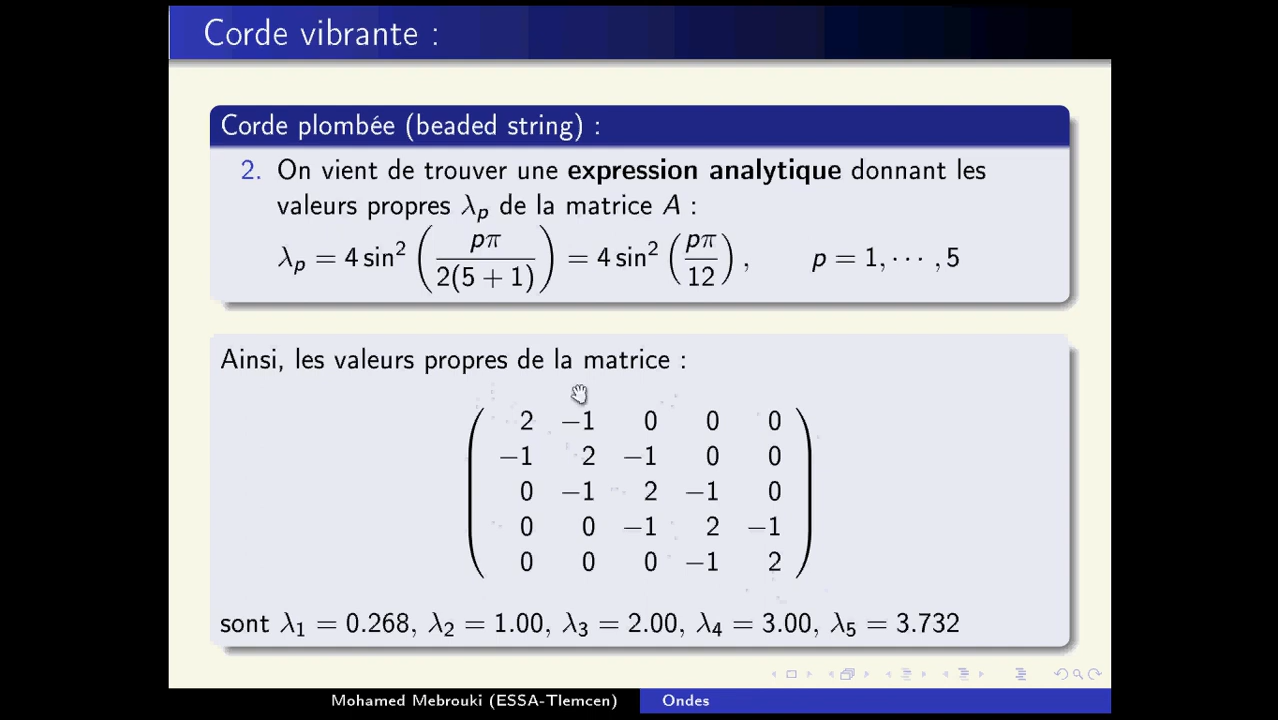 Corde vibrante :
Corde plombée (beaded string) :
2. On vient de trouver une expression analytique donnant les
valeurs propres λ_p de la matrice A :
λ_p = 4 sin² ( pπ / 2(5 + 1) ) = 4 sin² ( pπ / 12 ) , p = 1, ··· , 5
Ainsi, les valeurs propres de la matrice :
2 −1 0 0 0
−1 2 −1 0 0
0 −1 2 −1 0
0 0 −1 2 −1
0 0 0 −1 2
sont λ₁ = 0.268, λ₂ = 1.00, λ₃ = 2.00, λ₄ = 3.00, λ₅ = 3.732
Mohamed Mebrouki (ESSA-Tlemcen) Ondes